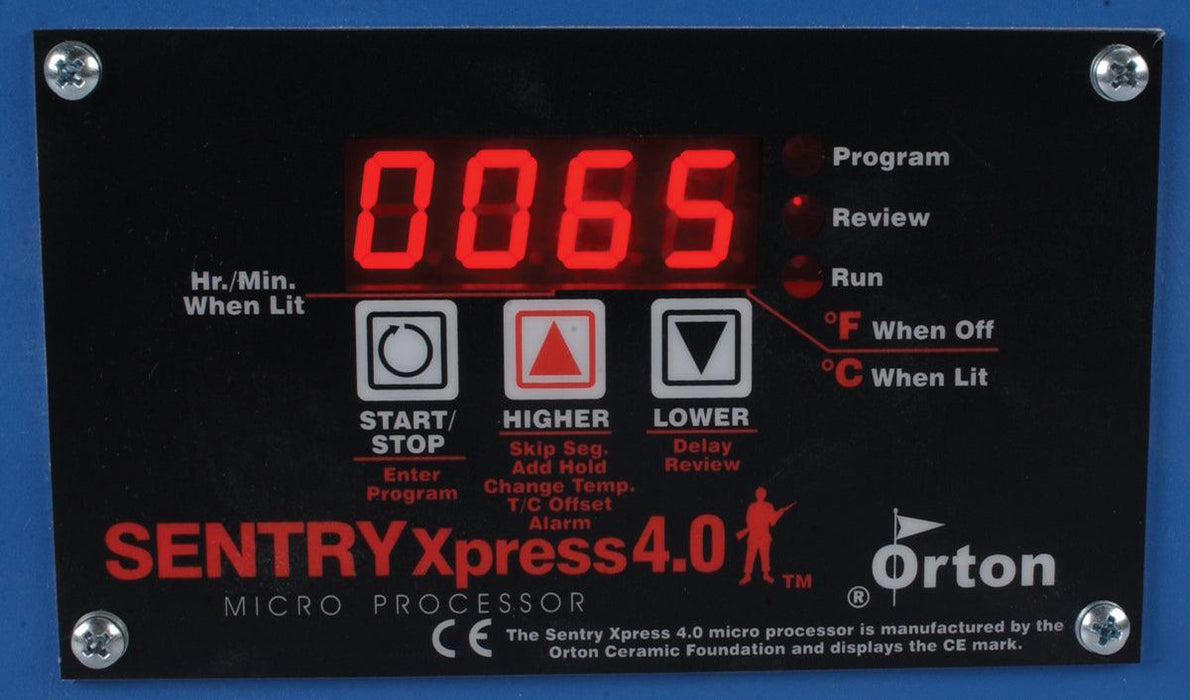 0065
Program
Review
Run
Hr./Min.
When Lit
°F When Off
°C When Lit
START/
STOP
Enter
Program
HIGHER
Skip Seg.
Add Hold
Change Temp.
T/C Offset
Alarm
LOWER
Delay
Review
SENTRY Xpress 4.0 ™
MICRO PROCESSOR
® Orton
CE The Sentry Xpress 4.0 micro processor is manufactured by the
Orton Ceramic Foundation and displays the CE mark.